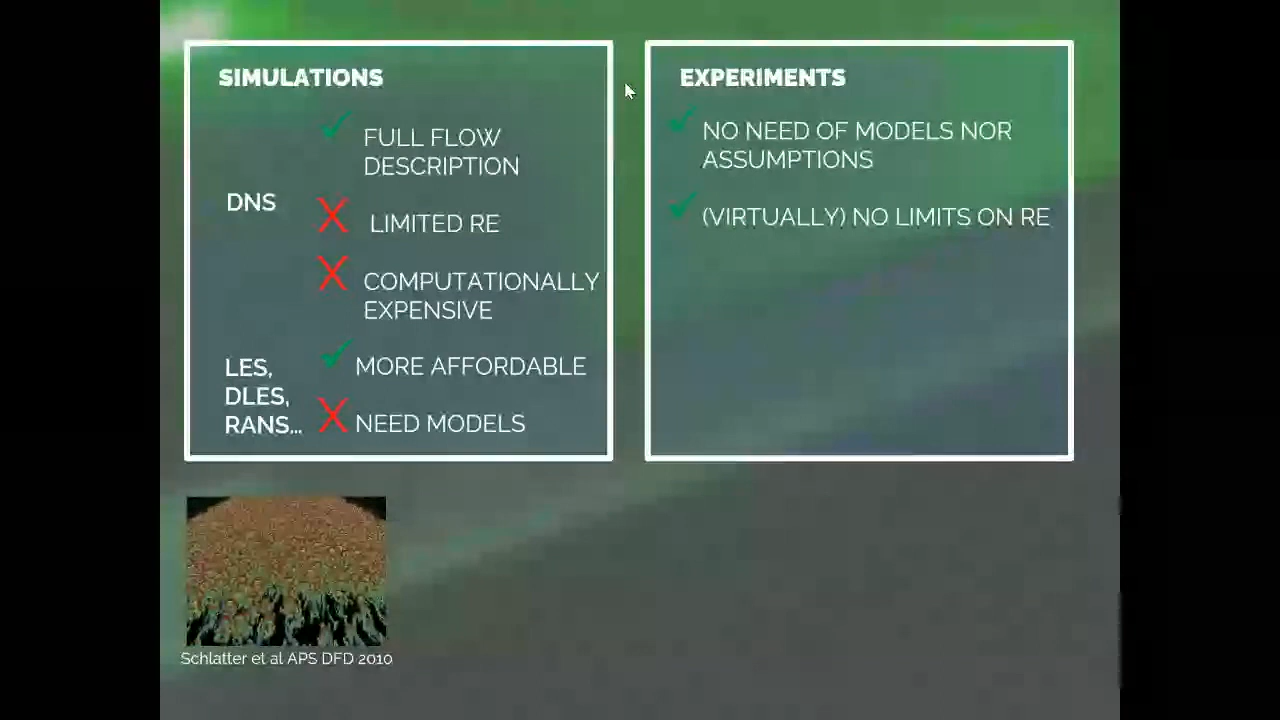 SIMULATIONS
FULL FLOW
DESCRIPTION
DNS
LIMITED RE
COMPUTATIONALLY
EXPENSIVE
LES,
DLES,
RANS...
MORE AFFORDABLE
NEED MODELS
EXPERIMENTS
NO NEED OF MODELS NOR
ASSUMPTIONS
(VIRTUALLY) NO LIMITS ON RE
Schlatter et al APS DFD 2010